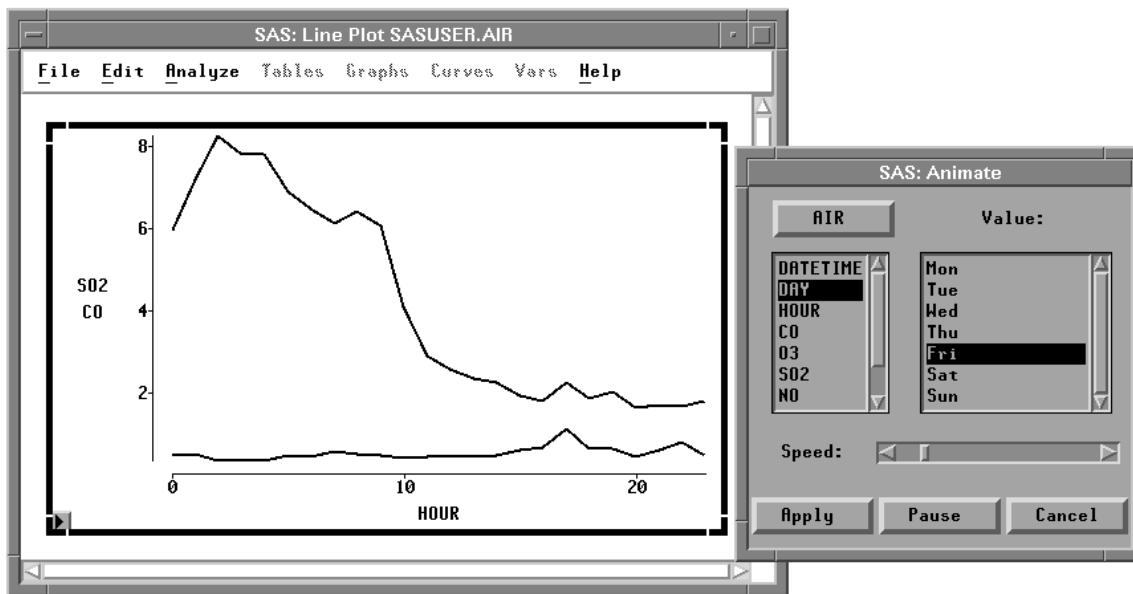 SAS: Line Plot SASUSER.AIR
File Edit Analyze Tables Graphs Curves Vars Help
8
6
SO2
CO
4
2
0 10 20
HOUR
SAS: Animate
AIR Value:
DATETIME
DAY
HOUR
CO
O3
SO2
NO
Mon
Tue
Wed
Thu
Fri
Sat
Sun
Speed:
Apply Pause Cancel